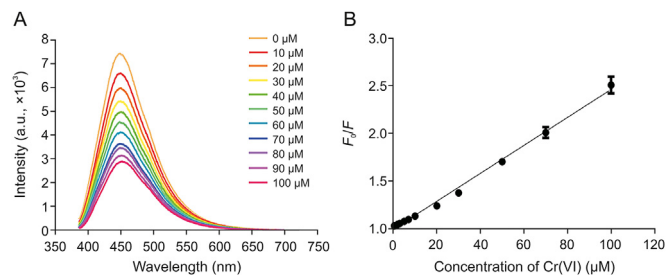 A
Intensity (a.u., ×10³)
8
7
6
5
4
3
2
1
0
350 400 450 500 550 600 650 700 750
Wavelength (nm)
0 µM
10 µM
20 µM
30 µM
40 µM
50 µM
60 µM
70 µM
80 µM
90 µM
100 µM
B
F₀/F
3.0
2.5
2.0
1.5
1.0
0 20 40 60 80 100 120
Concentration of Cr(VI) (µM)